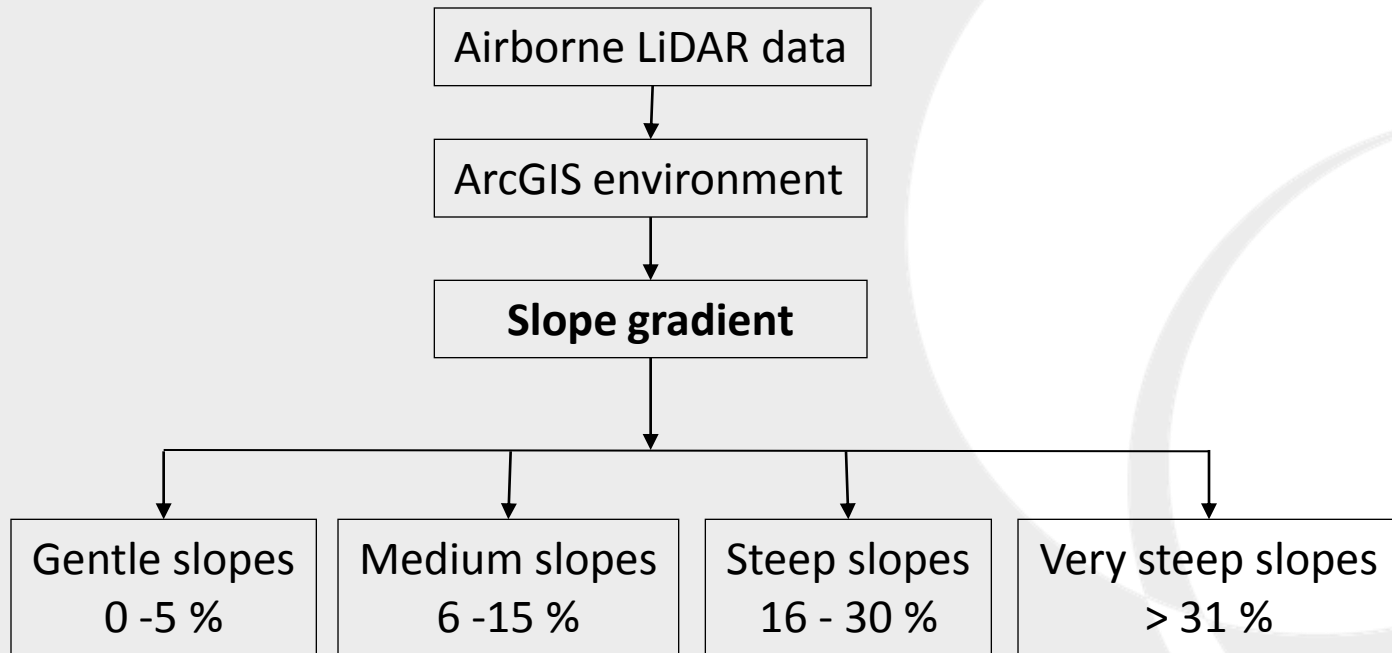 Airborne LiDAR data
ArcGIS environment
Slope gradient
Gentle slopes
0 -5 %
Medium slopes
6 -15 %
Steep slopes
16 - 30 %
Very steep slopes
> 31 %